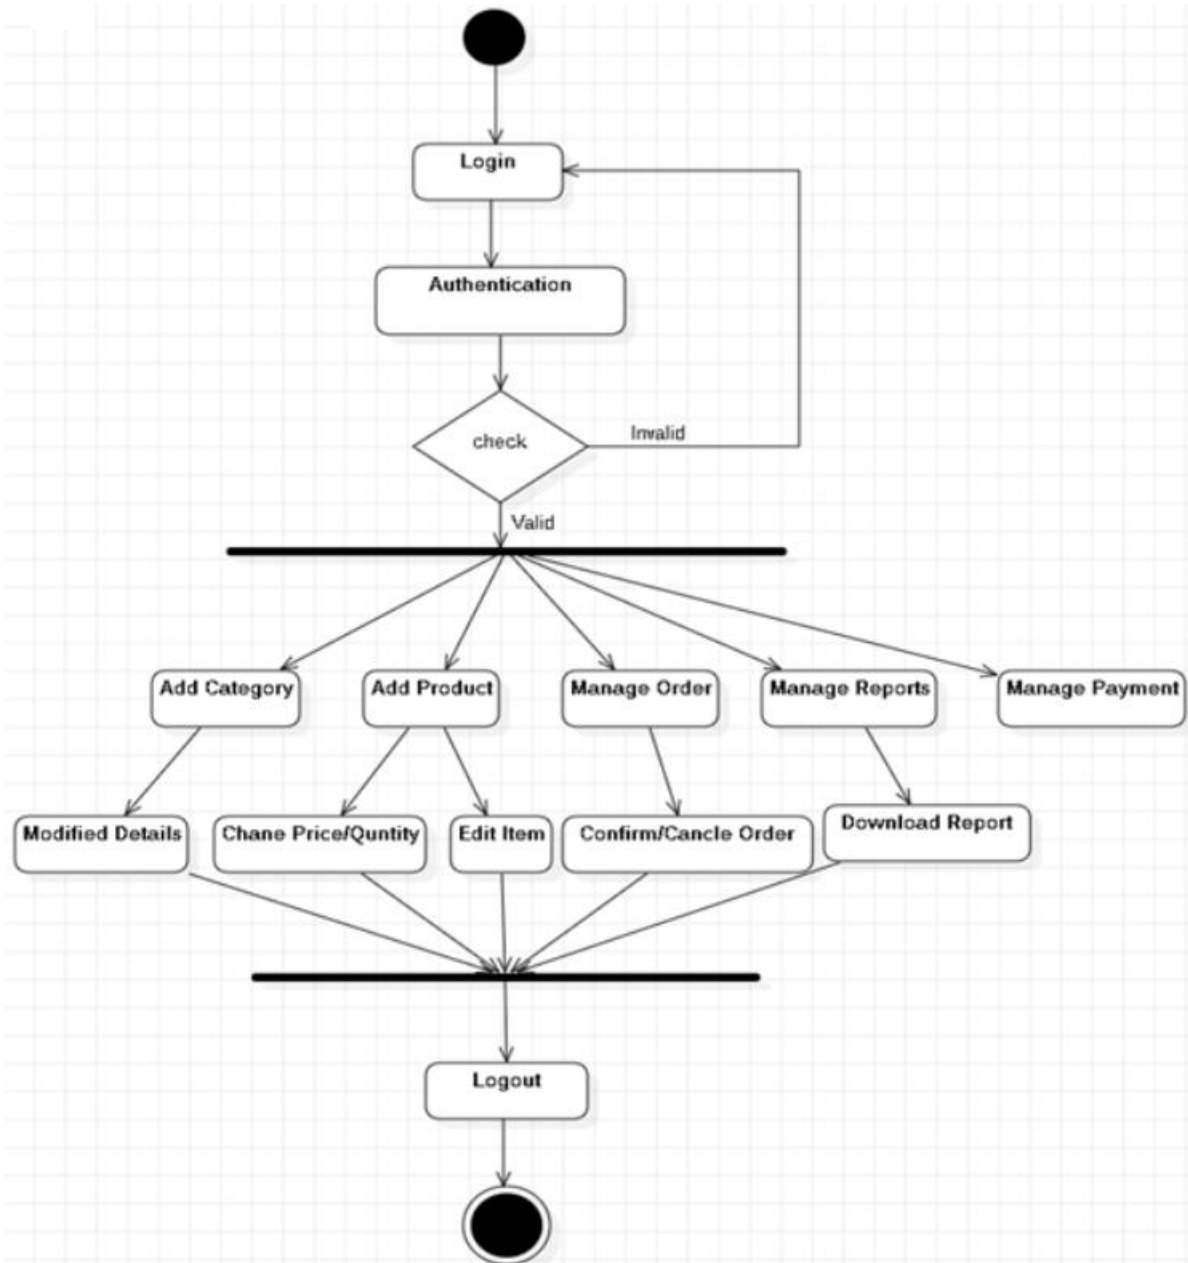 Login
Authentication
check
Invalid
Valid
Add Category
Add Product
Manage Order
Manage Reports
Manage Payment
Modified Details
Chane Price/Quntity
Edit Item
Confirm/Cancle Order
Download Report
Logout